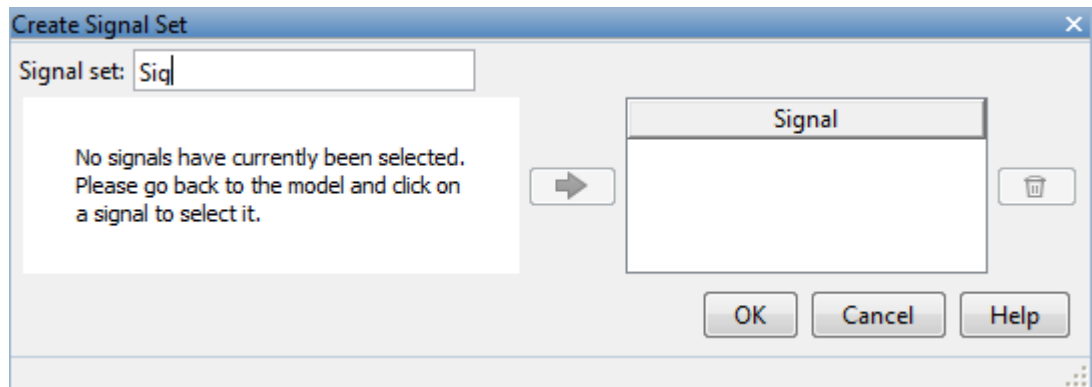 Create Signal Set
Signal set: Sig
No signals have currently been selected.
Please go back to the model and click on
a signal to select it.
Signal
OK Cancel Help